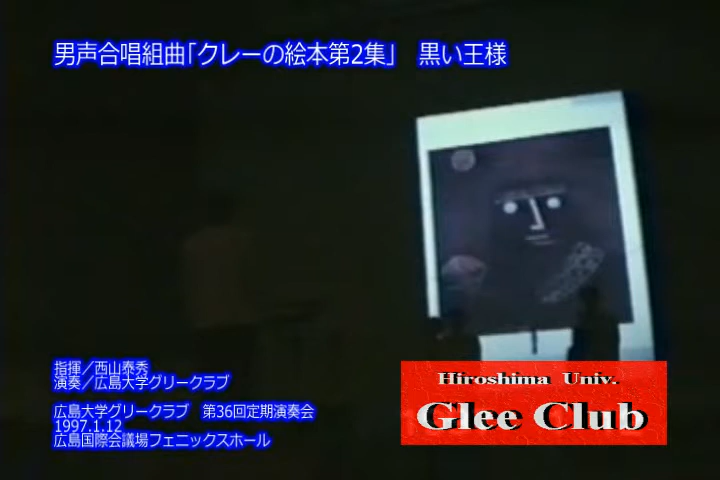 男声合唱組曲「クレーの絵本第2集」　黒い王様
指揮／西山泰秀
演奏／広島大学グリークラブ
広島大学グリークラブ　第36回定期演奏会
1997.1.12
広島国際会議場フェニックスホール
Hiroshima Univ.
Glee Club